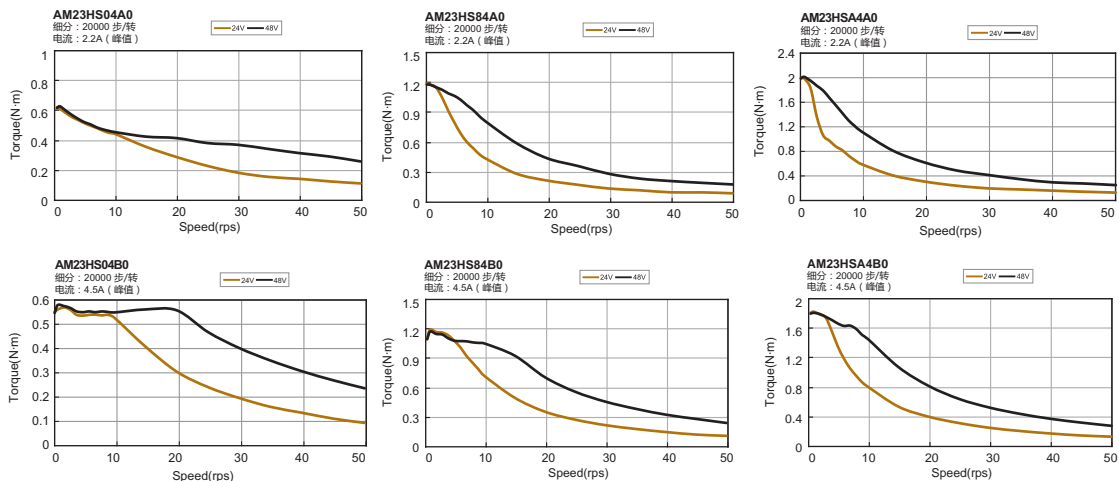 AM23HS04A0
细分：20000 步/转
电流：2.2A（峰值）
24V 48V
Torque(N·m)
1
0.8
0.6
0.4
0.2
0
0 10 20 30 40 50
Speed(rps)
AM23HS84A0
细分：20000 步/转
电流：2.2A（峰值）
24V 48V
Torque(N·m)
1.5
1.2
0.9
0.6
0.3
0
0 10 20 30 40 50
Speed(rps)
AM23HSA4A0
细分：20000 步/转
电流：2.2A（峰值）
24V 48V
Torque(N·m)
2.4
2
1.6
1.2
0.8
0.4
0
0 10 20 30 40 50
Speed(rps)
AM23HS04B0
细分：20000 步/转
电流：4.5A（峰值）
24V 48V
Torque(N·m)
0.6
0.5
0.4
0.3
0.2
0.1
0
0 10 20 30 40 50
Speed(rps)
AM23HS84B0
细分：20000 步/转
电流：4.5A（峰值）
24V 48V
Torque(N·m)
1.5
1.2
0.9
0.6
0.3
0
0 10 20 30 40 50
Speed(rps)
AM23HSA4B0
细分：20000 步/转
电流：4.5A（峰值）
24V 48V
Torque(N·m)
2
1.6
1.2
0.8
0.4
0
0 10 20 30 40 50
Speed(rps)